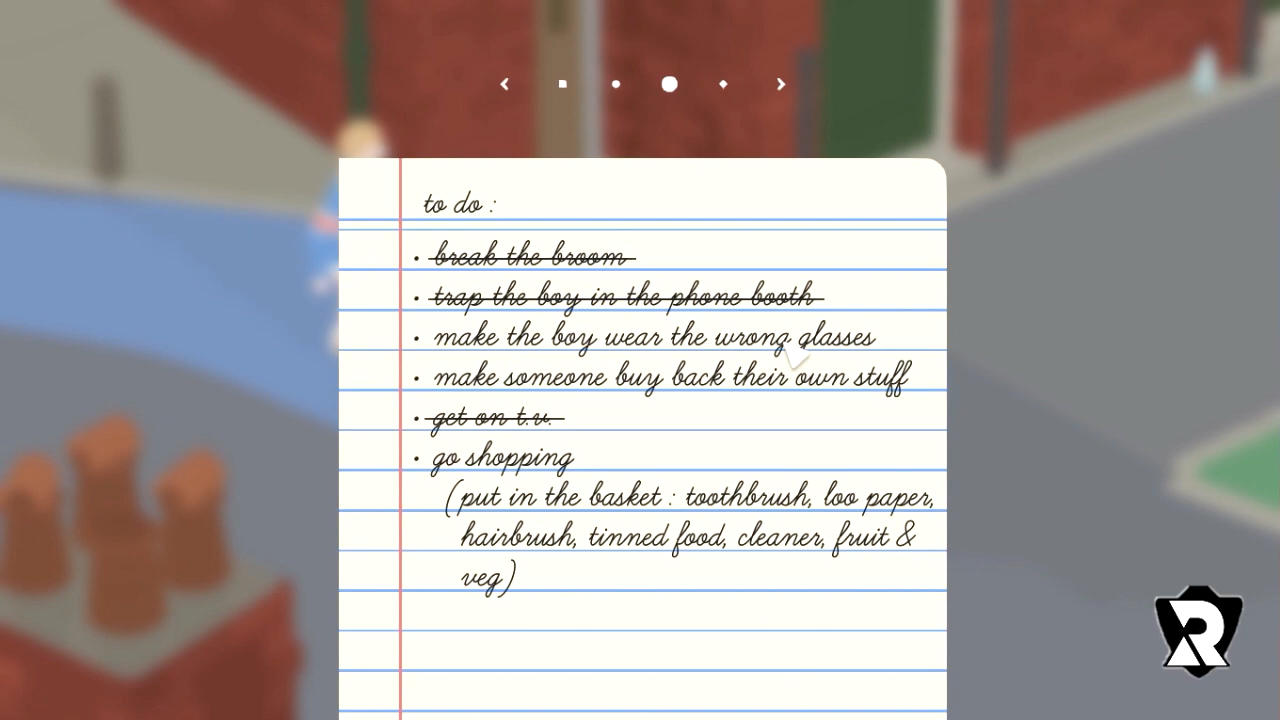 to do :
• break the broom
• trap the boy in the phone booth
• make the boy wear the wrong glasses
• make someone buy back their own stuff
• get on t.v.
• go shopping
(put in the basket : toothbrush, loo paper,
hairbrush, tinned food, cleaner, fruit &
veg)
R